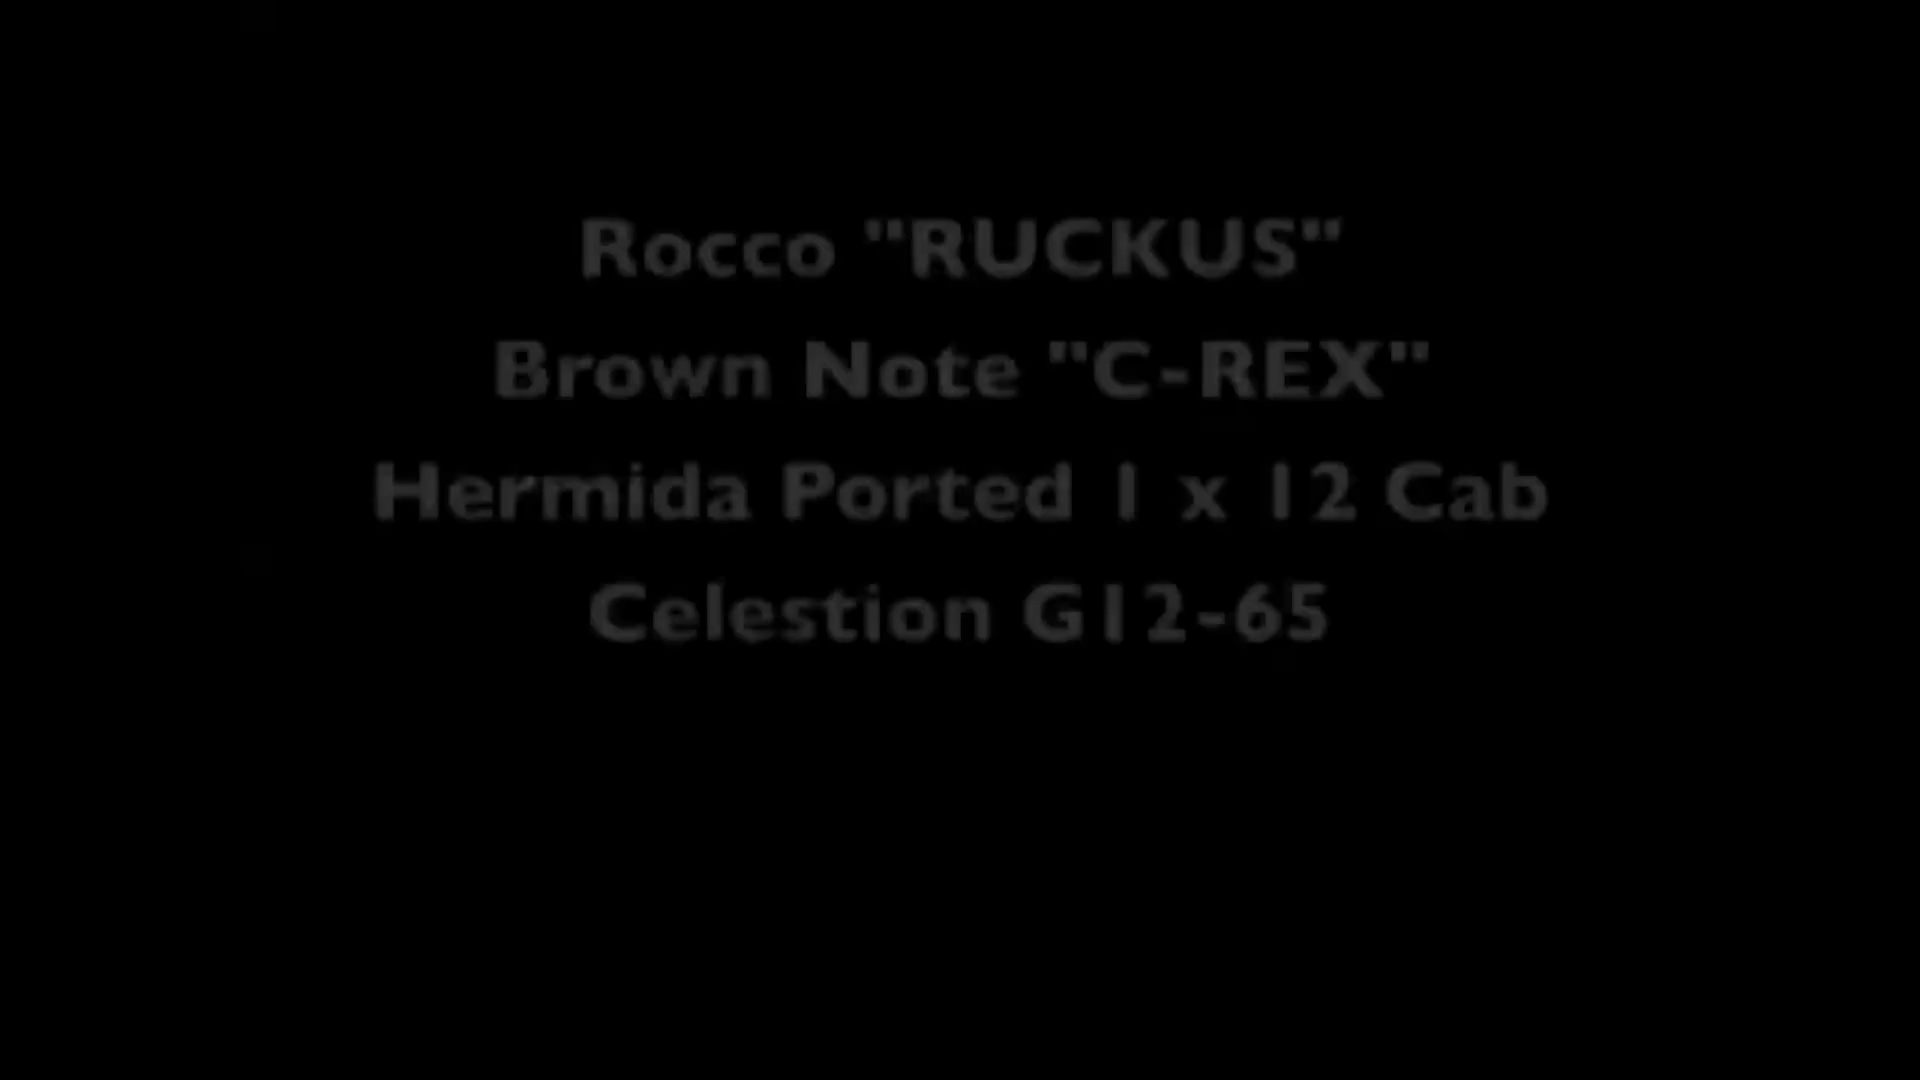 Rocco "RUCKUS"
Brown Note "C-REX"
Hermida Ported 1 x 12 Cab
Celestion G12-65